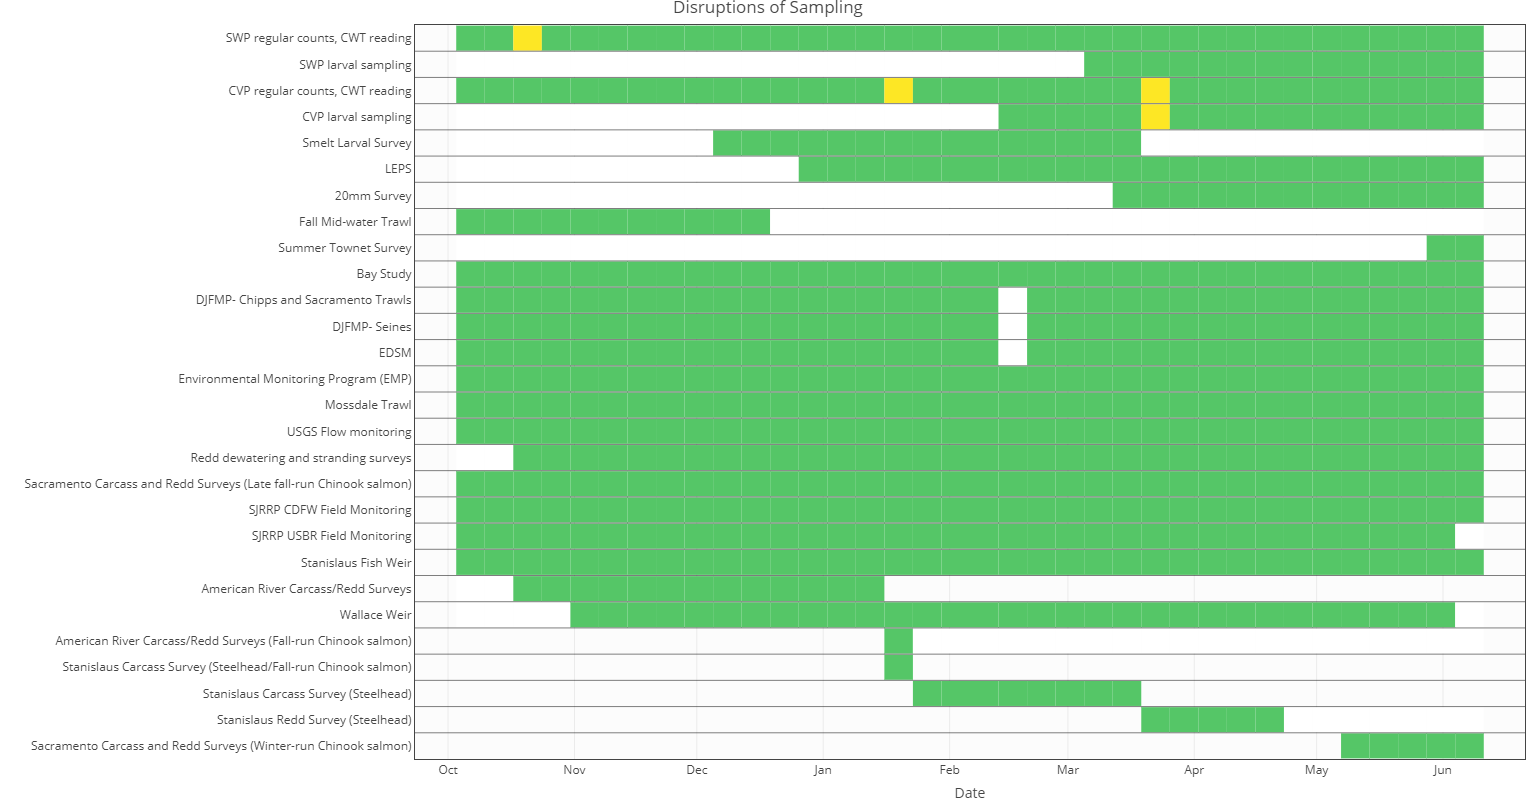 Disruptions of Sampling
SWP regular counts, CWT reading
SWP larval sampling
CVP regular counts, CWT reading
CVP larval sampling
Smelt Larval Survey
LEPS
20mm Survey
Fall Mid-water Trawl
Summer Townet Survey
Bay Study
DJFMP- Chipps and Sacramento Trawls
DJFMP- Seines
EDSM
Environmental Monitoring Program (EMP)
Mossdale Trawl
USGS Flow monitoring
Redd dewatering and stranding surveys
Sacramento Carcass and Redd Surveys (Late fall-run Chinook salmon)
SJRRP CDFW Field Monitoring
SJRRP USBR Field Monitoring
Stanislaus Fish Weir
American River Carcass/Redd Surveys
Wallace Weir
American River Carcass/Redd Surveys (Fall-run Chinook salmon)
Stanislaus Carcass Survey (Steelhead/Fall-run Chinook salmon)
Stanislaus Carcass Survey (Steelhead)
Stanislaus Redd Survey (Steelhead)
Sacramento Carcass and Redd Surveys (Winter-run Chinook salmon)
Oct Nov Dec Jan Feb Mar Apr May Jun
Date